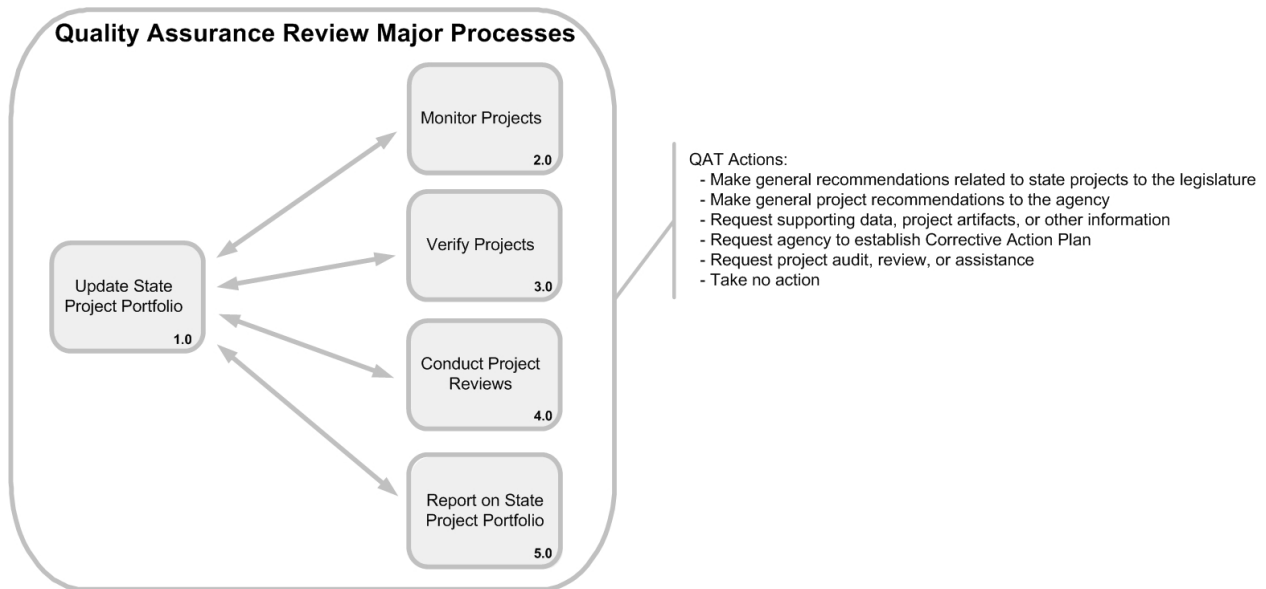 Quality Assurance Review Major Processes
Monitor Projects
2.0
Verify Projects
3.0
Update State
Project Portfolio
1.0
Conduct Project
Reviews
4.0
Report on State
Project Portfolio
5.0
QAT Actions:
- Make general recommendations related to state projects to the legislature
- Make general project recommendations to the agency
- Request supporting data, project artifacts, or other information
- Request agency to establish Corrective Action Plan
- Request project audit, review, or assistance
- Take no action